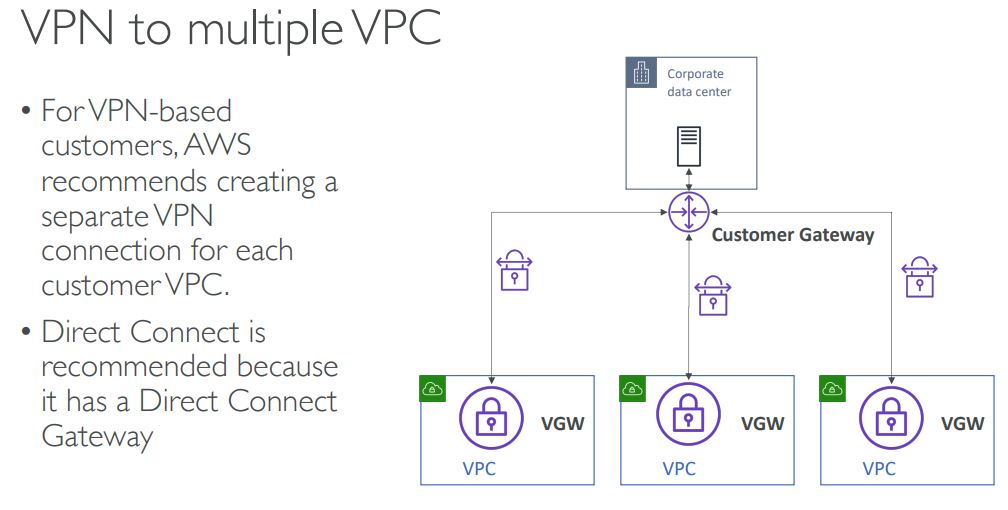 VPN to multiple VPC
• For VPN-based
customers, AWS
recommends creating a
separate VPN
connection for each
customer VPC.
• Direct Connect is
recommended because
it has a Direct Connect
Gateway
Corporate
data center
Customer Gateway
VGW
VPC
VGW
VPC
VGW
VPC